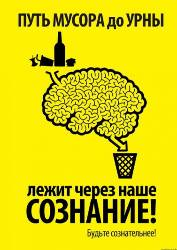 ПУТЬ МУСОРА до УРНЫ
лежит через наше
СОЗНАНИЕ!
Будьте сознательнее!